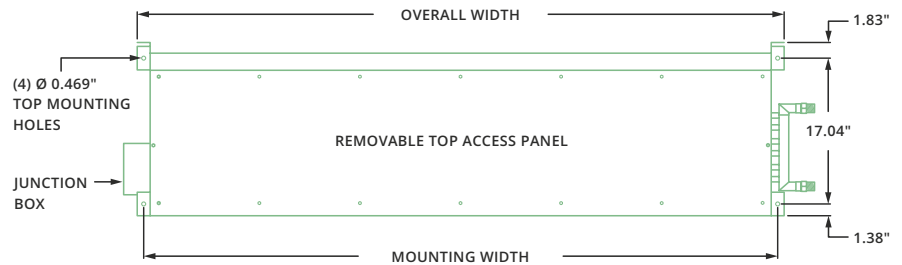 OVERALL WIDTH
1.83"
(4) Ø 0.469"
TOP MOUNTING
HOLES
17.04"
REMOVABLE TOP ACCESS PANEL
JUNCTION
BOX
1.38"
MOUNTING WIDTH